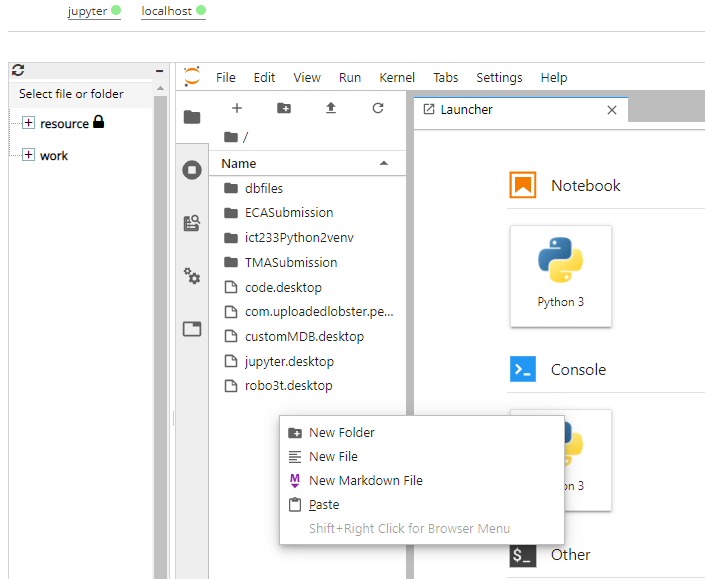 jupyter localhost
Select file or folder
resource
work
File Edit View Run Kernel Tabs Settings Help
/
Name
dbfiles
ECASubmission
ict233Python2venv
TMASubmission
code.desktop
com.uploadedlobster.pe...
customMDB.desktop
jupyter.desktop
robo3t.desktop
Launcher
Notebook
Python 3
Console
n 3
$_ Other
New Folder
New File
M New Markdown File
Paste
Shift+Right Click for Browser Menu